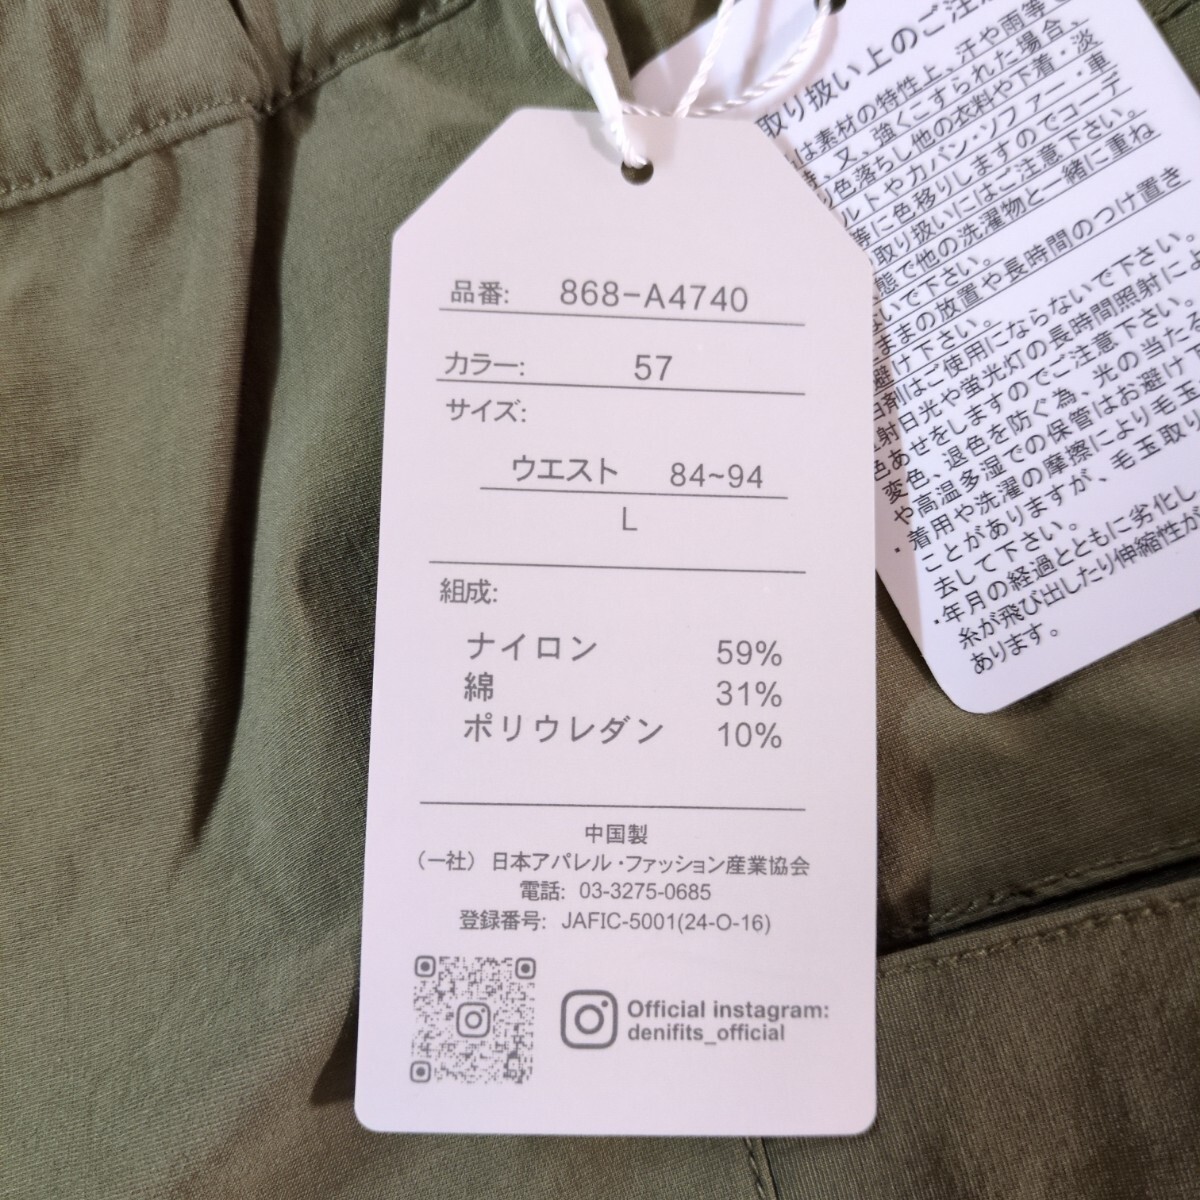 品番: 868-A4740
カラー: 57
サイズ:
ウエスト 84~94
L
組成:
ナイロン 59%
綿 31%
ポリウレダン 10%
中国製
(一社) 日本アパレル・ファッション産業協会
電話: 03-3275-0685
登録番号: JAFIC-5001(24-O-16)
Official instagram:
denifits_official
取り扱い上のご注意
は素材の特性上、汗や雨等で
、又、強くこすられた場合、
り色落ちし他の衣料や下着・淡
ルトやカバン・ソファー・車
等に色移りしますのでコーデ
取り扱いにはご注意下さい。
態で他の洗濯物と一緒に重ね
いで下さい。
ままの放置や長時間のつけ置き
避け下さい。
剤はご使用にならないで下さい。
射日光や蛍光灯の長時間照射によ
色あせをしますのでご注意下さい。
変色、退色を防ぐ為、光の当たる
や高温多湿での保管はお避け下
・着用や洗濯の摩擦により毛玉
ことがありますが、毛玉取り
去して下さい。
・年月の経過とともに劣化し
糸が飛び出したり伸縮性が
あります。